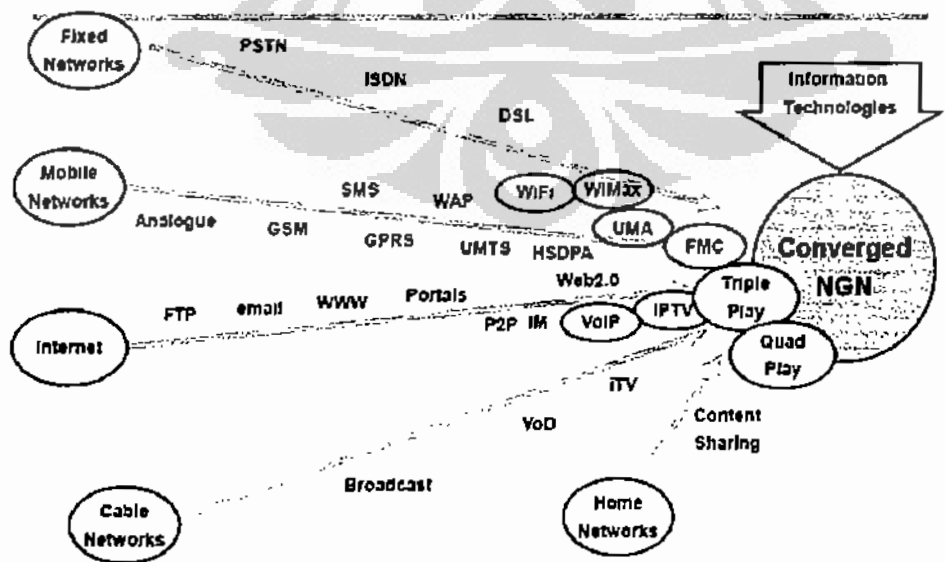 Fixed
Networks
PSTN
ISDN
DSL
Information
Technologies
Mobile
Networks
Analogue
GSM
SMS
GPRS
WAP
UMTS
HSDPA
WiFi
WiMax
UMA
FMC
Converged
NGN
Internet
FTP
email
WWW
Portals
Web2.0
P2P IM
VoIP
IPTV
Triple
Play
Quad
Play
iTV
VoD
Broadcast
Cable
Networks
Content
Sharing
Home
Networks